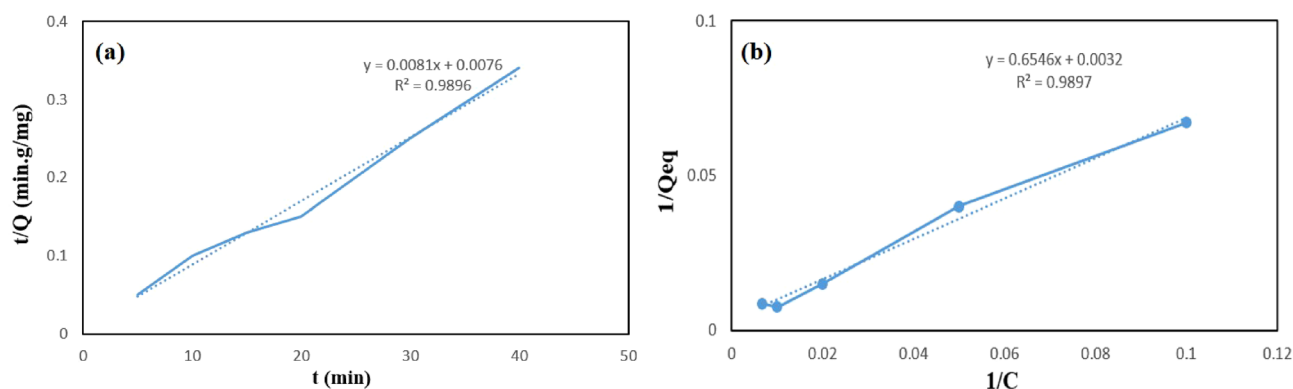 (a)
y = 0.0081x + 0.0076
R² = 0.9896
t/Q (min.g/mg)
0.4
0.3
0.2
0.1
0
0
10
20
30
40
50
t (min)
(b)
y = 0.6546x + 0.0032
R² = 0.9897
1/Qeq
0.1
0.05
0
0
0.02
0.04
0.06
0.08
0.1
0.12
1/C